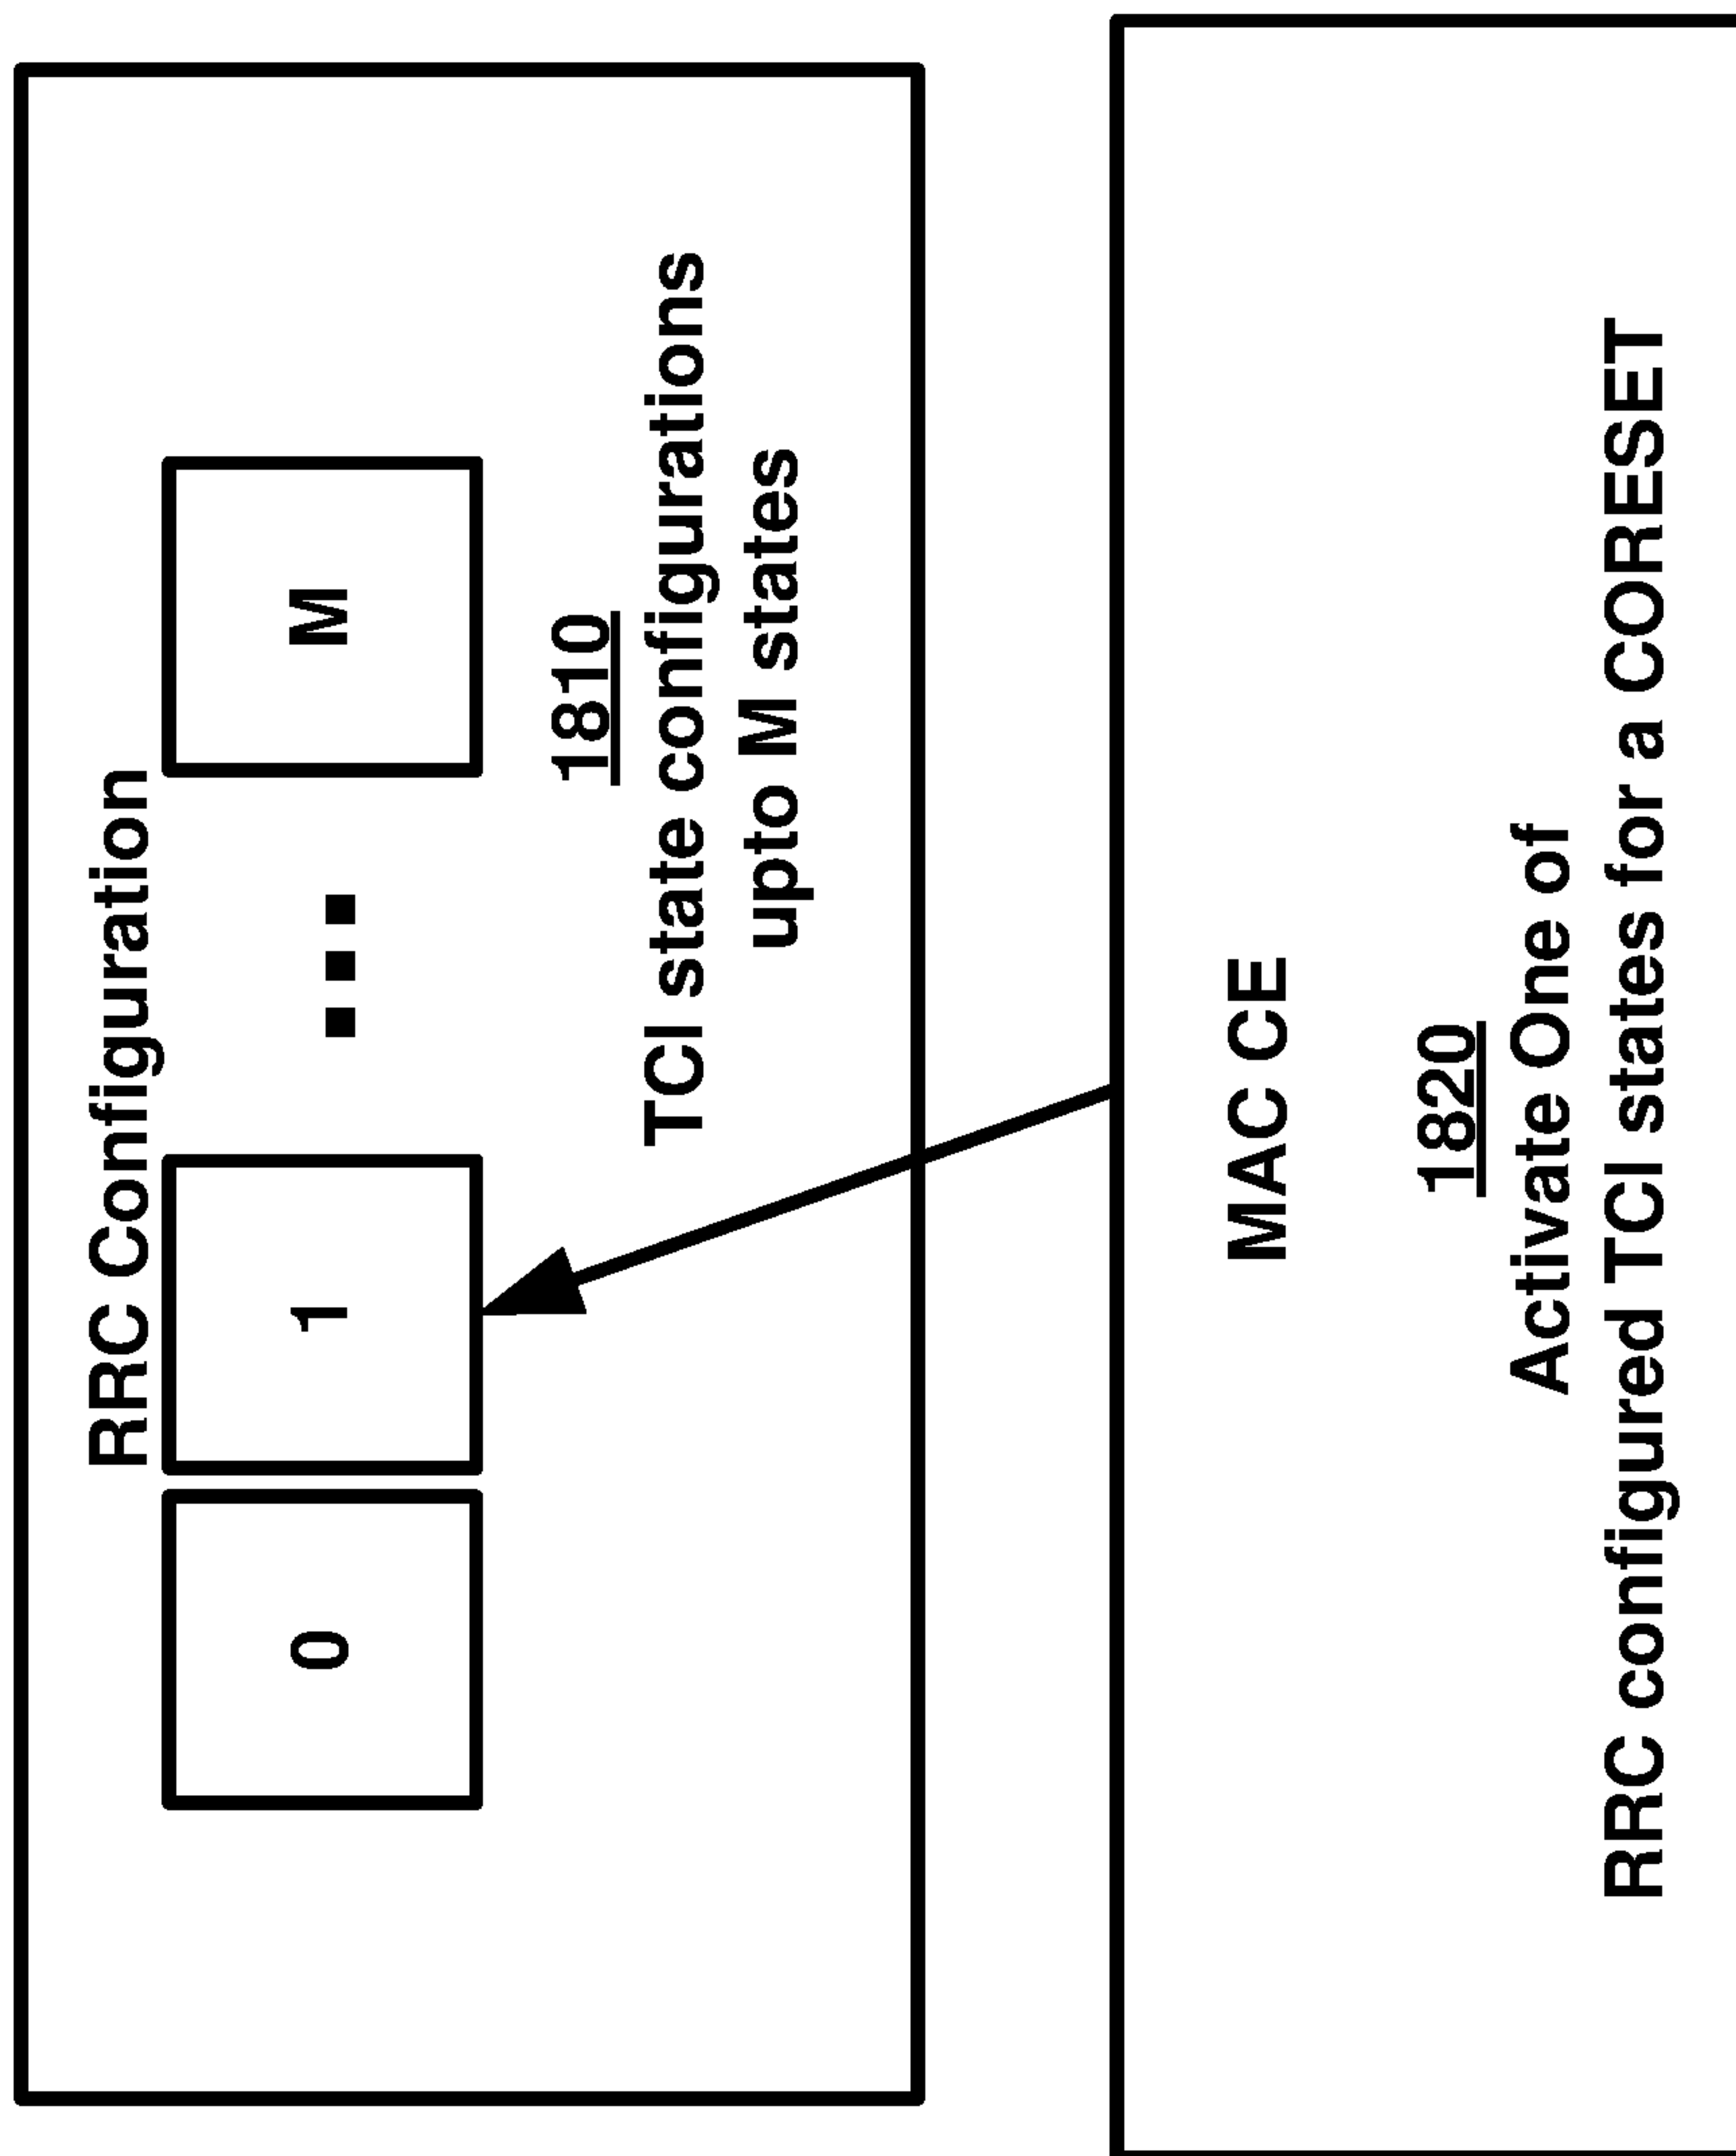 RRC Configuration
0
1
M
1810
TCI state configurations
upto M states
MAC CE
1820
Activate One of
RRC configured TCI states for a CORESET